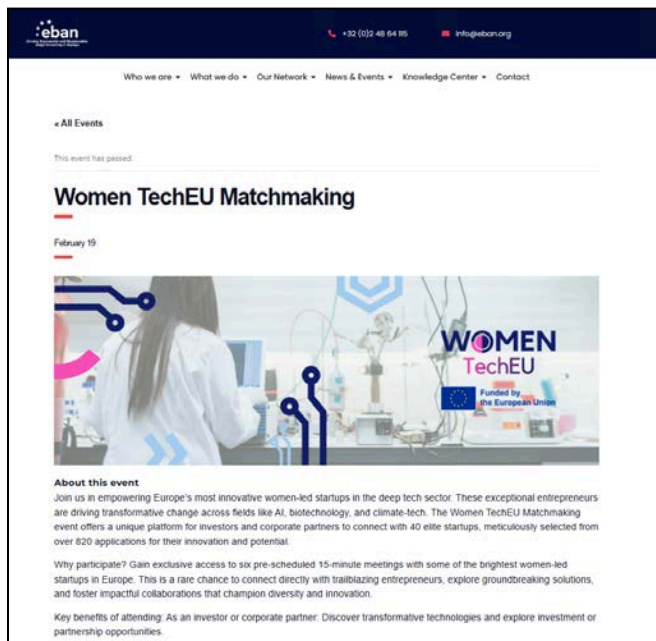 eban
+32 (0)2 48 64 115
info@eban.org
Who we are
What we do
Our Network
News & Events
Knowledge Center
Contact
« All Events
This event has passed.
Women TechEU Matchmaking
February 19
WOMEN
TechEU
Funded by
the European Union
About this event
Join us in empowering Europe's most innovative women-led startups in the deep tech sector. These exceptional entrepreneurs
are driving transformative change across fields like AI, biotechnology, and climate-tech. The Women TechEU Matchmaking
event offers a unique platform for investors and corporate partners to connect with 40 elite startups, meticulously selected from
over 820 applications for their innovation and potential.
Why participate? Gain exclusive access to six pre-scheduled 15-minute meetings with some of the brightest women-led
startups in Europe. This is a rare chance to connect directly with trailblazing entrepreneurs, explore groundbreaking solutions,
and foster impactful collaborations that champion diversity and innovation.
Key benefits of attending: As an investor or corporate partner: Discover transformative technologies and explore investment or
partnership opportunities.